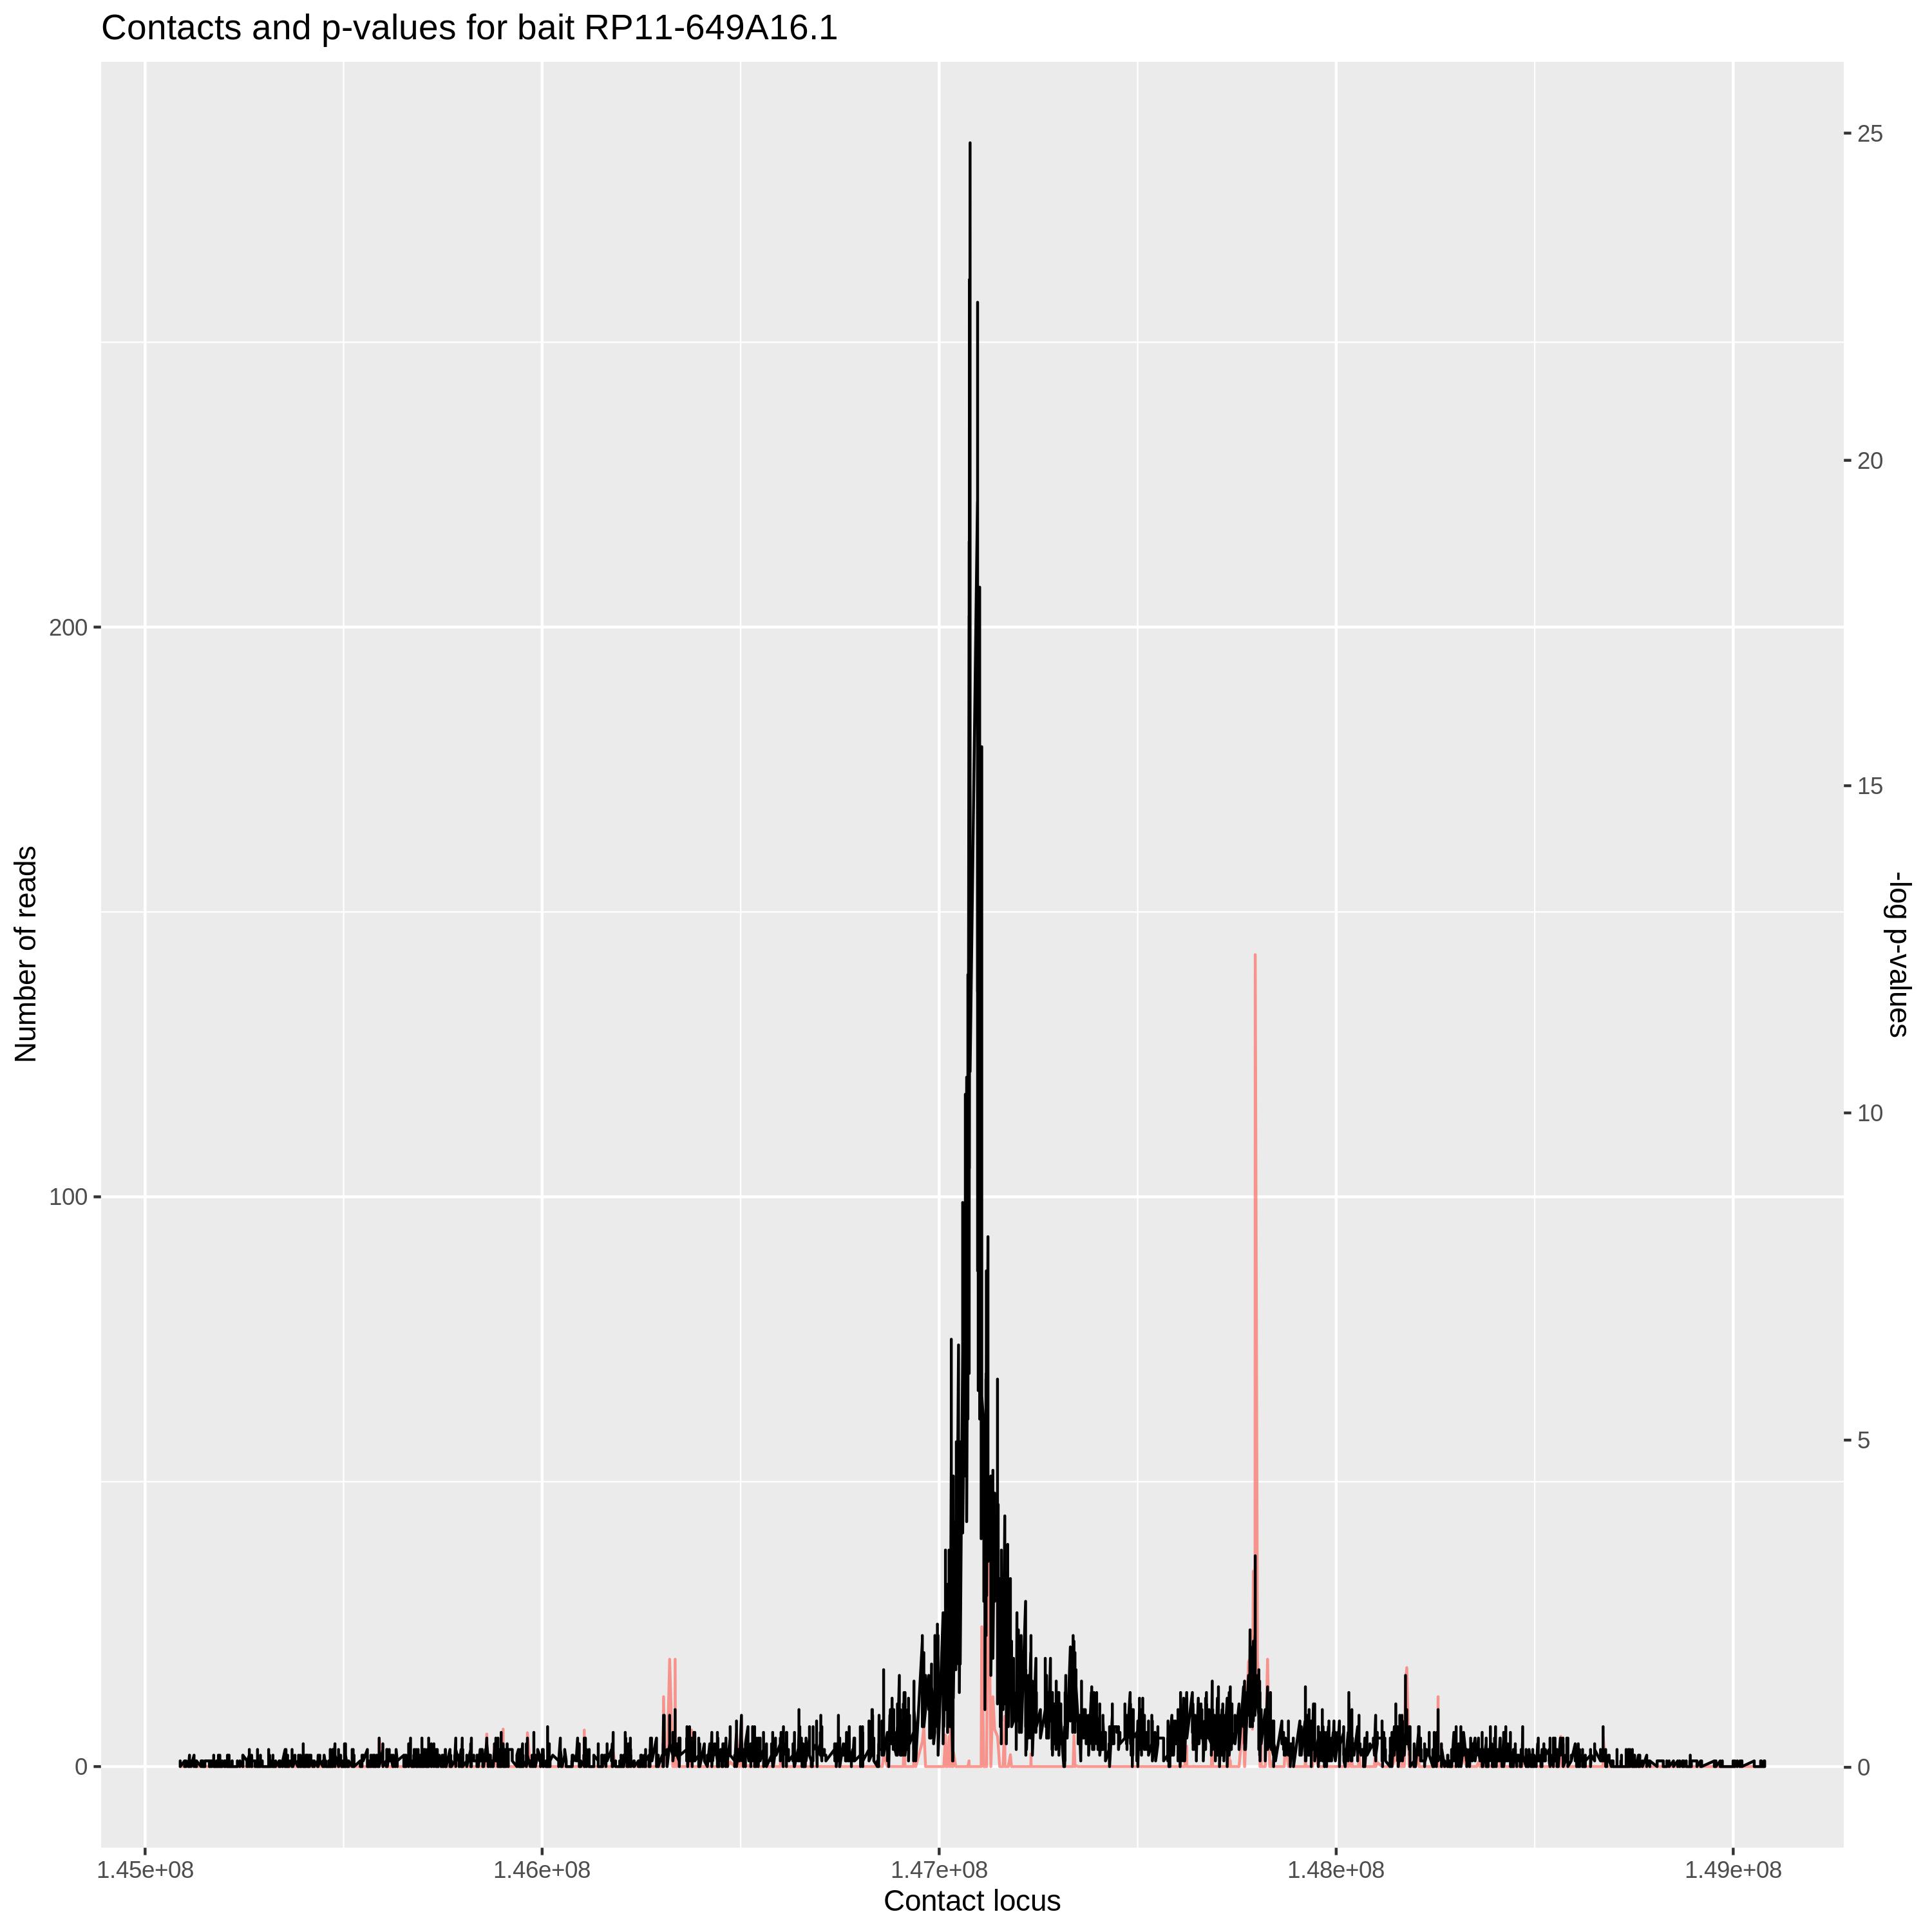 Contacts and p-values for bait RP11-649A16.1
25
20
200
15
Number of reads
-log p-values
10
100
5
0
0
1.45e+08
1.46e+08
1.47e+08
1.48e+08
1.49e+08
Contact locus